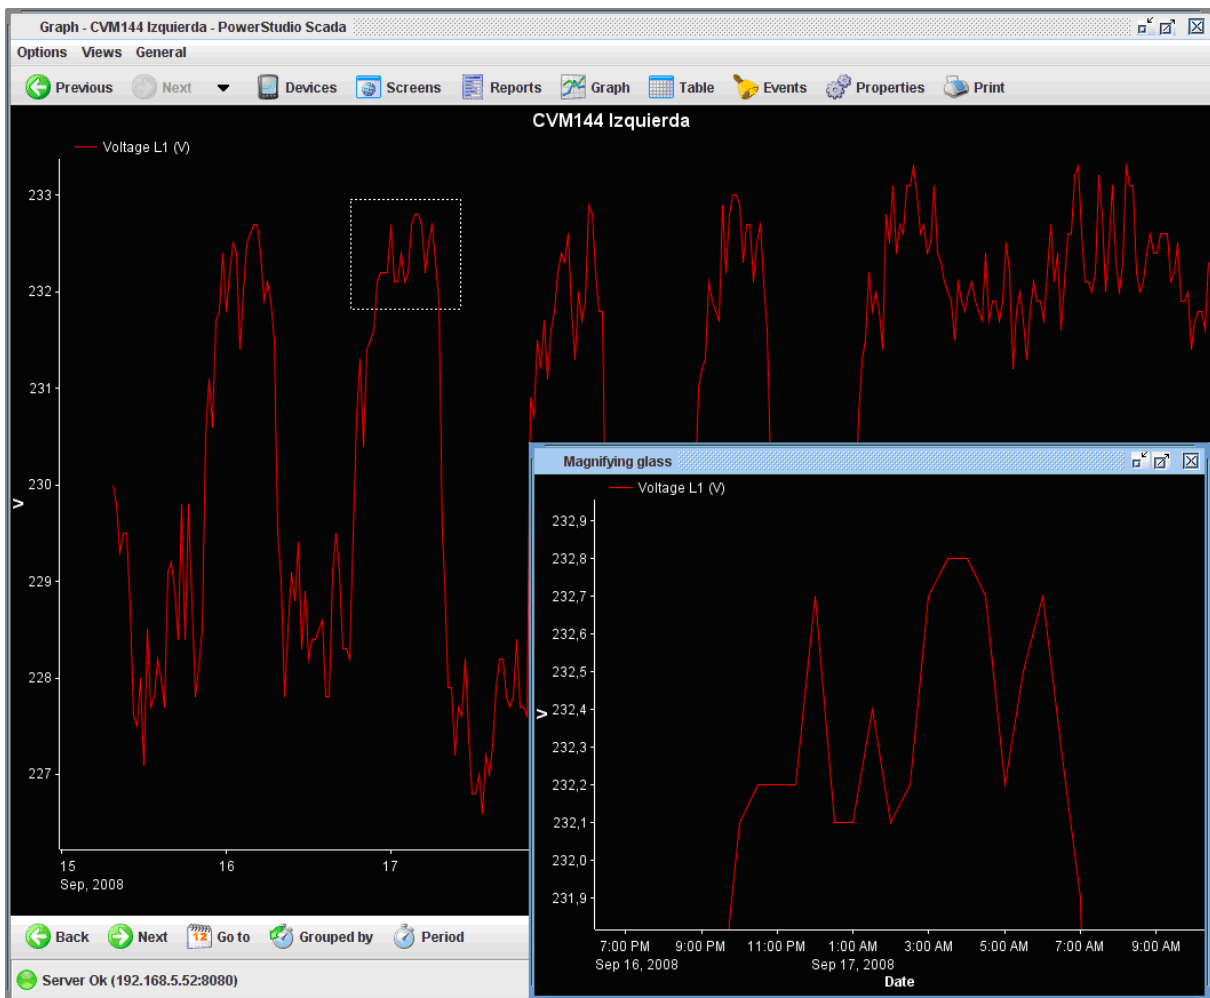 Graph - CVM144 Izquierda - PowerStudio Scada
Options Views General
Previous Next Devices Screens Reports Graph Table Events Properties Print
CVM144 Izquierda
Voltage L1 (V)
233
232
231
230
V
229
228
227
15 16 17
Sep, 2008
Magnifying glass
Voltage L1 (V)
232,9
232,8
232,7
232,6
232,5
V
232,4
232,3
232,2
232,1
232,0
231,9
7:00 PM 9:00 PM 11:00 PM 1:00 AM 3:00 AM 5:00 AM 7:00 AM 9:00 AM
Sep 16, 2008 Sep 17, 2008
Date
Back Next 12 Go to Grouped by Period
Server Ok (192.168.5.52:8080)